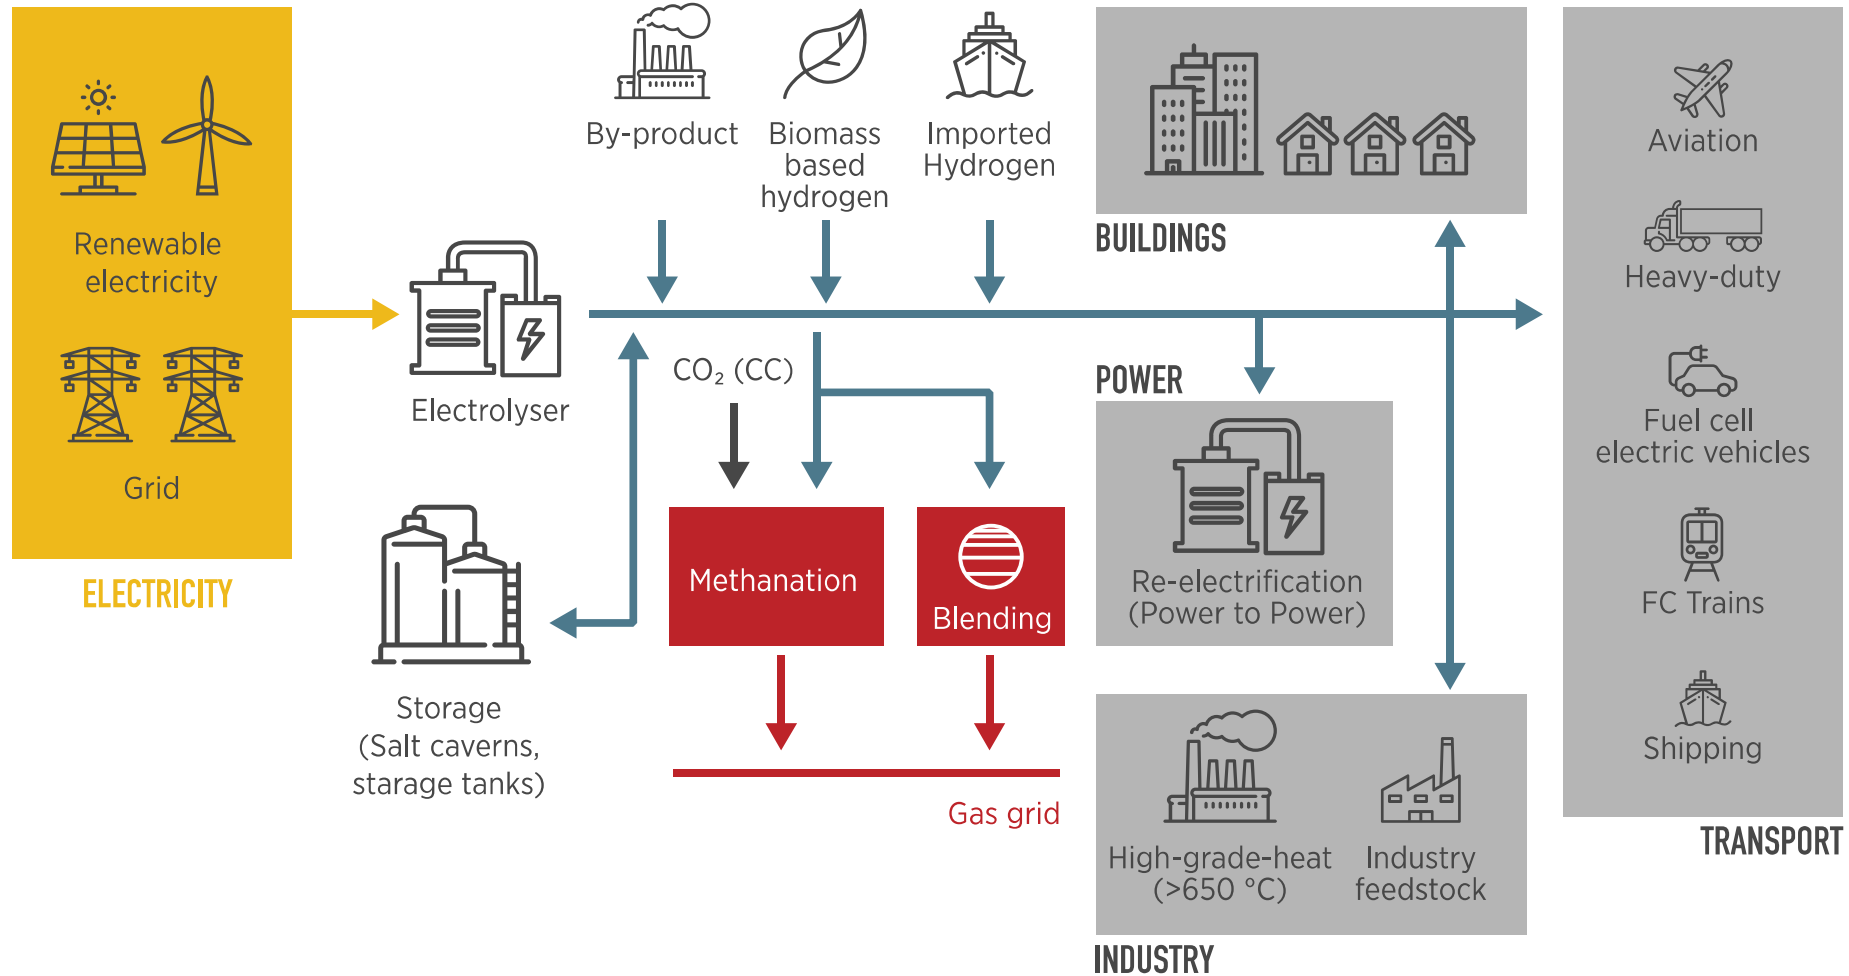 Renewable
electricity
Grid
ELECTRICITY
Electrolyser
Storage
(Salt caverns,
starage tanks)
By-product
Biomass
based
hydrogen
Imported
Hydrogen
CO₂ (CC)
Methanation
Blending
Gas grid
BUILDINGS
POWER
Re-electrification
(Power to Power)
High-grade-heat
(>650 °C)
Industry
feedstock
INDUSTRY
Aviation
Heavy-duty
Fuel cell
electric vehicles
FC Trains
Shipping
TRANSPORT